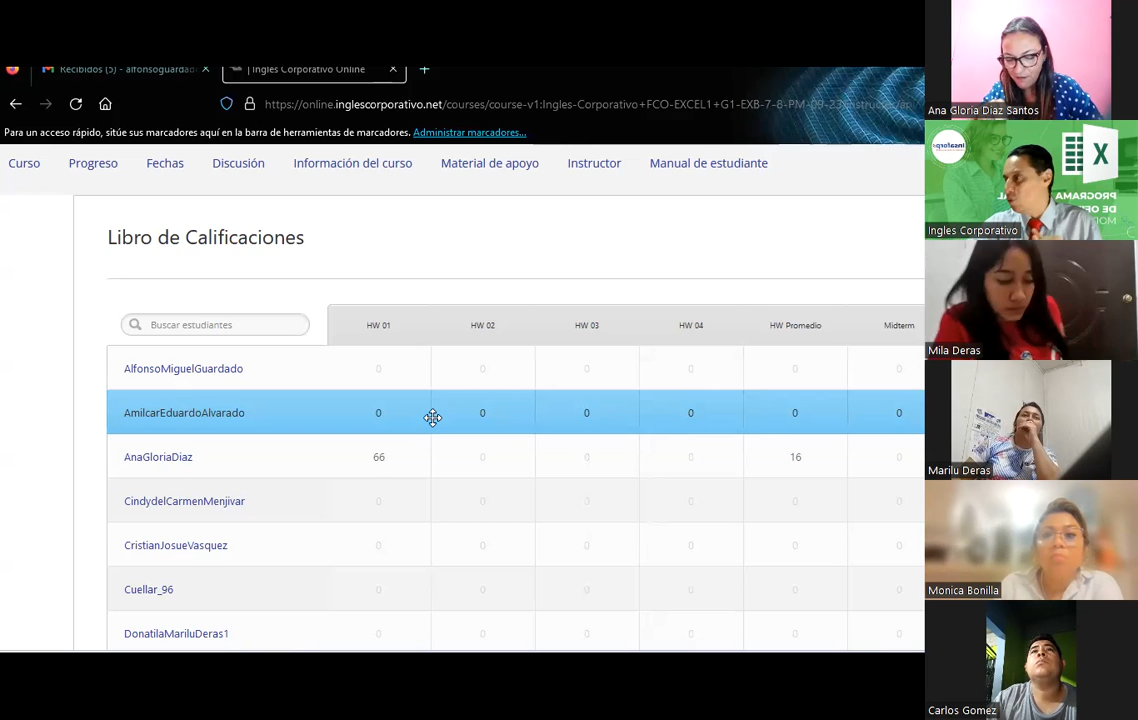 Recibidos (5) - alfonsoguardad
Ingles Corporativo Online
https://online.inglescorporativo.net/courses/course-v1:Ingles-Corporativo+FCO-EXCEL1+G1-EXB-7-8-PM-09-23/instructor/ap
Para un acceso rápido, sitúe sus marcadores aquí en la barra de herramientas de marcadores. Administrar marcadores...
Curso Progreso Fechas Discusión Información del curso Material de apoyo Instructor Manual de estudiante
Libro de Calificaciones
Buscar estudiantes HW 01 HW 02 HW 03 HW 04 HW Promedio Midterm
AlfonsoMiguelGuardado 0 0 0 0 0 0
AmilcarEduardoAlvarado 0 0 0 0 0 0
AnaGloriaDiaz 66 0 0 0 16 0
CindydelCarmenMenjivar 0 0 0 0 0 0
CristianJosueVasquez 0 0 0 0 0 0
Cuellar_96 0 0 0 0 0 0
DonatilaMariluDeras1 0 0 0 0 0 0
Ana Gloria Diaz Santos
insaforp
X
PROGRAMA
DE OF
MOD
Ingles Corporativo
Mila Deras
Marilu Deras
Monica Bonilla
Carlos Gomez